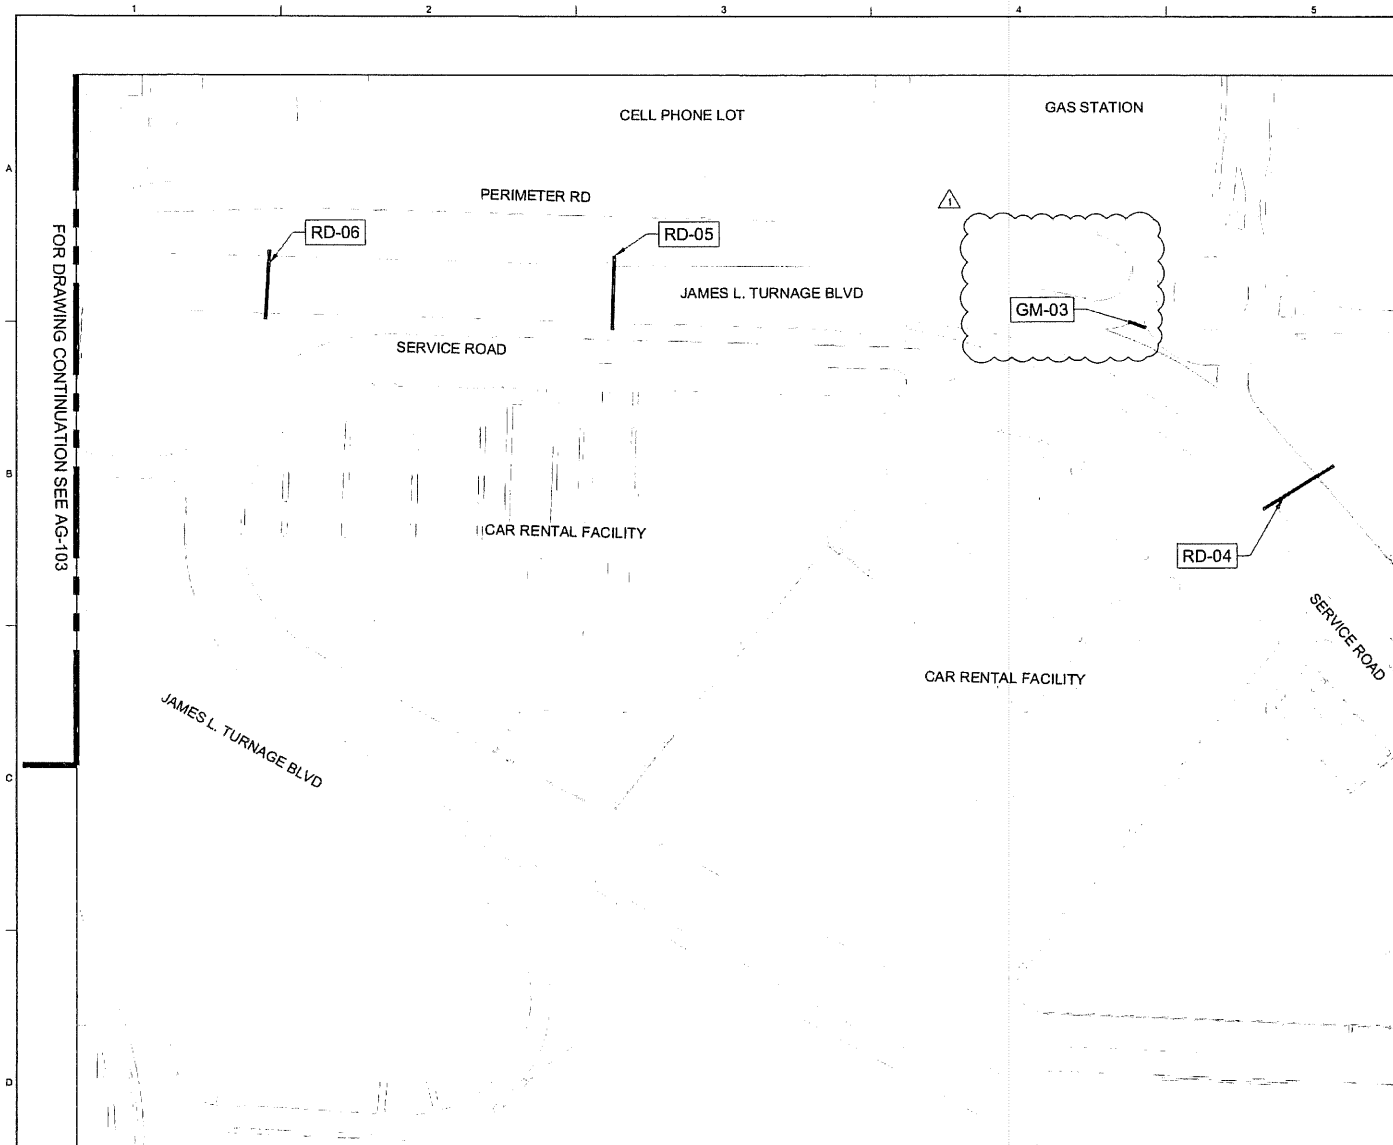 1 2 3 4 5
CELL PHONE LOT
GAS STATION
A
PERIMETER RD
1
RD-06
RD-05
JAMES L. TURNAGE BLVD
GM-03
SERVICE ROAD
FOR DRAWING CONTINUATION SEE AG-103
B
CAR RENTAL FACILITY
RD-04
SERVICE ROAD
CAR RENTAL FACILITY
JAMES L. TURNAGE BLVD
C
D